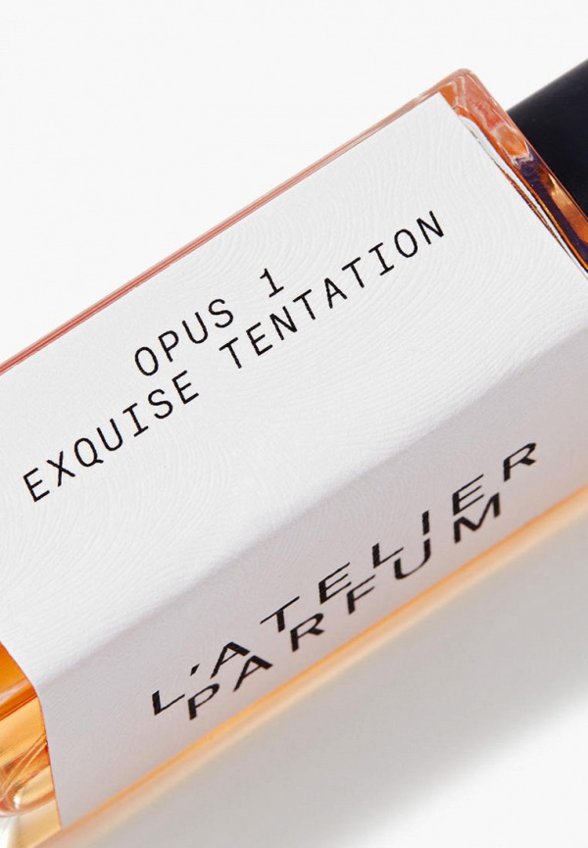 OPUS 1
EXQUISE TENTATION
L'ATELIER
PARFUM